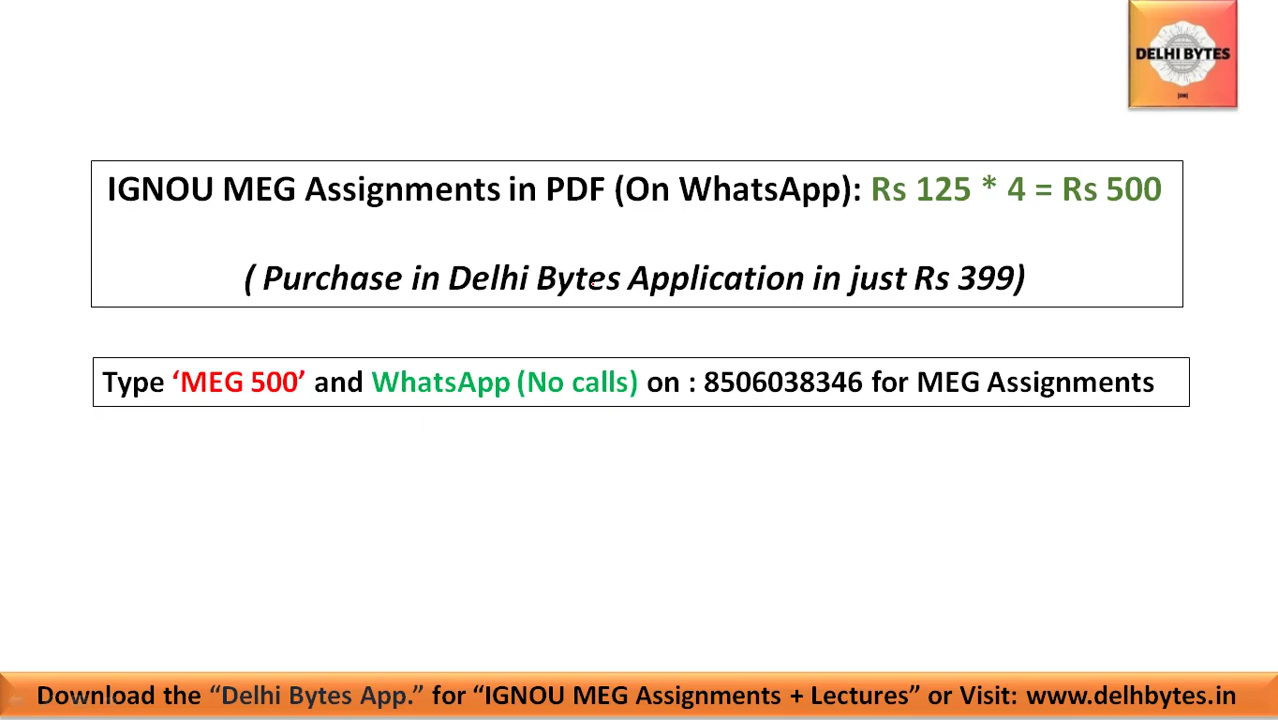 DELHI BYTES
IGNOU MEG Assignments in PDF (On WhatsApp): Rs 125 * 4 = Rs 500
( Purchase in Delhi Bytes Application in just Rs 399)
Type ‘MEG 500’ and WhatsApp (No calls) on : 8506038346 for MEG Assignments
Download the “Delhi Bytes App.” for “IGNOU MEG Assignments + Lectures” or Visit: www.delhbytes.in